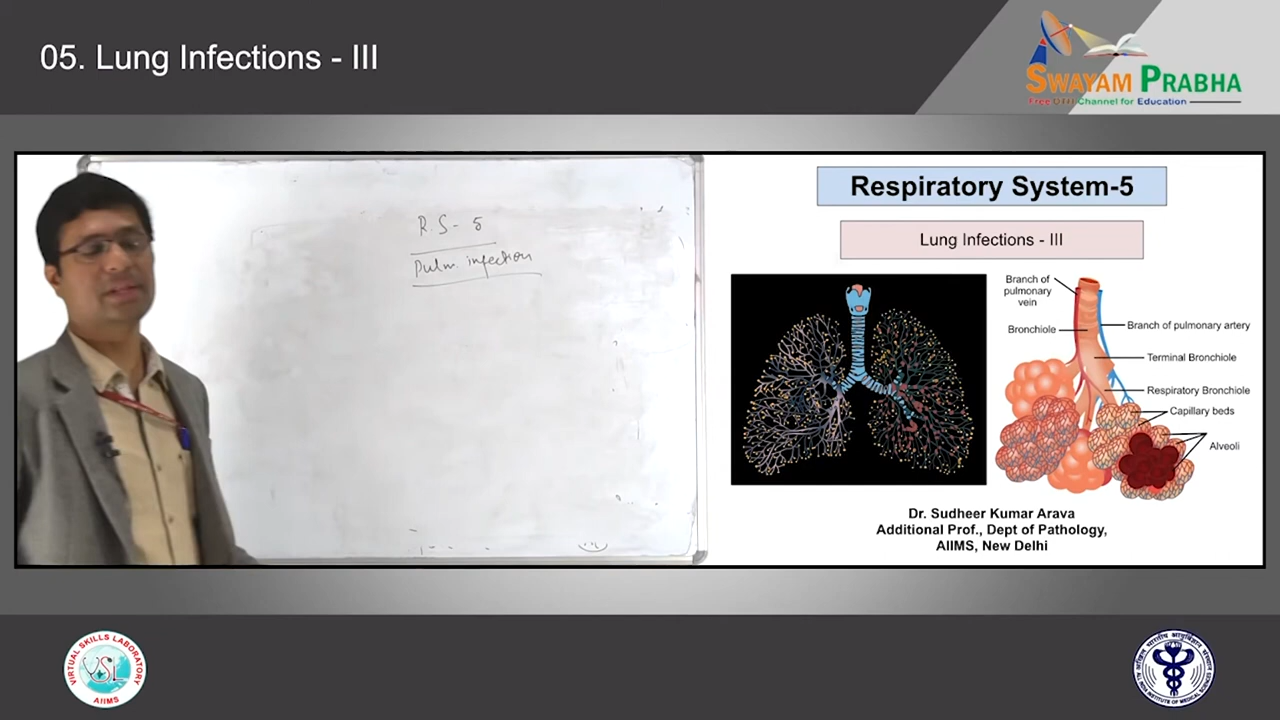 05. Lung Infections - III
SWAYAM PRABHA
Free DTH Channel for Education
R.S- 5
Pulm. infection
Respiratory System-5
Lung Infections - III
Branch of
pulmonary
vein
Bronchiole
Branch of pulmonary artery
Terminal Bronchiole
Respiratory Bronchiole
Capillary beds
Alveoli
Dr. Sudheer Kumar Arava
Additional Prof., Dept of Pathology,
AIIMS, New Delhi
VIRTUAL SKILLS LABORATORY
VSL
AIIMS